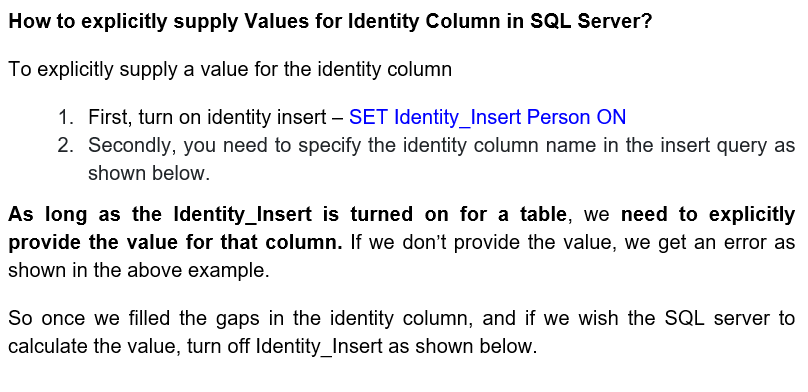 How to explicitly supply Values for Identity Column in SQL Server?
To explicitly supply a value for the identity column
1. First, turn on identity insert – SET Identity_Insert Person ON
2. Secondly, you need to specify the identity column name in the insert query as
shown below.
As long as the Identity_Insert is turned on for a table, we need to explicitly
provide the value for that column. If we don’t provide the value, we get an error as
shown in the above example.
So once we filled the gaps in the identity column, and if we wish the SQL server to
calculate the value, turn off Identity_Insert as shown below.